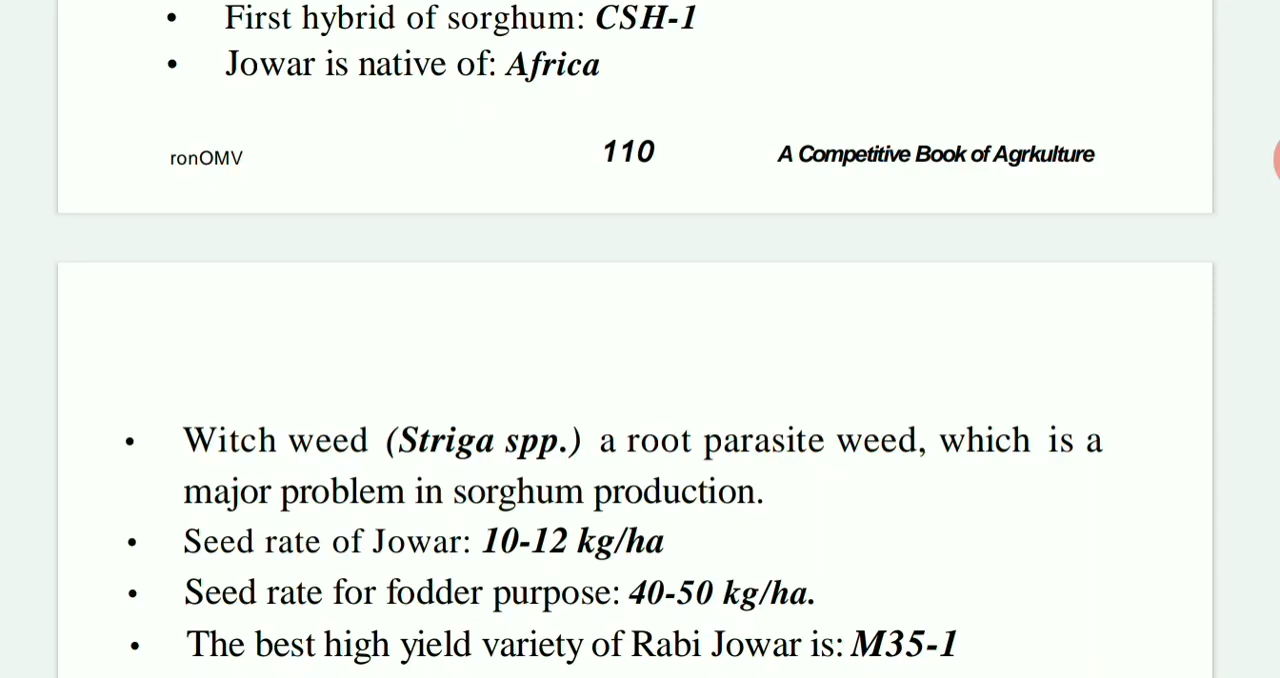 • First hybrid of sorghum: CSH-1
• Jowar is native of: Africa
ronOMV 110 A Competitive Book of Agrkulture
• Witch weed (Striga spp.) a root parasite weed, which is a
major problem in sorghum production.
• Seed rate of Jowar: 10-12 kg/ha
• Seed rate for fodder purpose: 40-50 kg/ha.
• The best high yield variety of Rabi Jowar is: M35-1